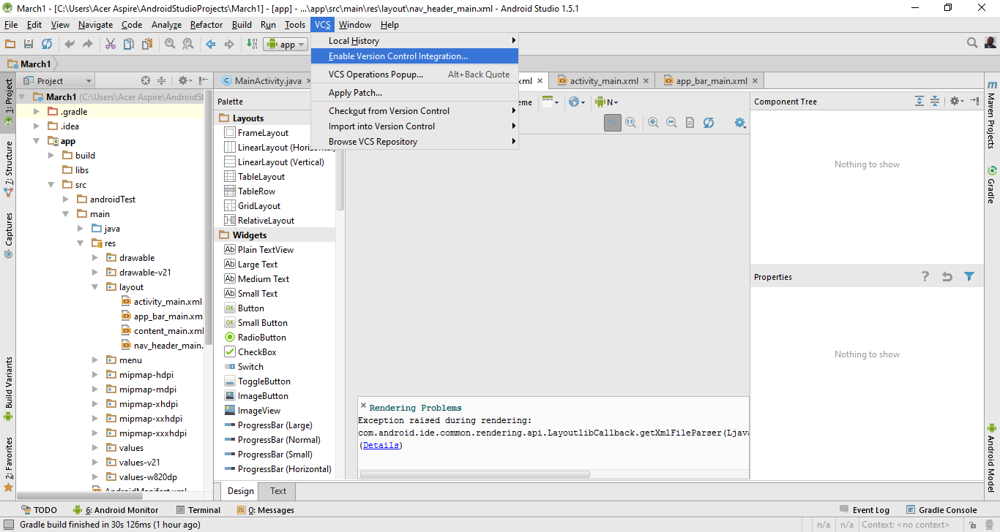 March1 - [C:\Users\Acer Aspire\AndroidStudioProjects\March1] - [app] - ...\app\src\main\res\layout\nav_header_main.xml - Android Studio 1.5.1
File Edit View Navigate Code Analyze Refactor Build Run Tools VCS Window Help
app
Local History
Enable Version Control Integration...
VCS Operations Popup... Alt+Back Quote
Apply Patch...
Checkout from Version Control
Import into Version Control
Browse VCS Repository
March1
Project
MainActivity.java
xml
activity_main.xml
app_bar_main.xml
1: Project
7: Structure
Captures
Build Variants
2: Favorites
March1 (C:\Users\Acer Aspire\AndroidSt
.gradle
.idea
app
build
libs
src
androidTest
main
java
res
drawable
drawable-v21
layout
activity_main.xml
app_bar_main.xm
content_main.xml
nav_header_main.
menu
mipmap-hdpi
mipmap-mdpi
mipmap-xhdpi
mipmap-xxhdpi
mipmap-xxxhdpi
values
values-v21
values-w820dp
AndroidManifest.xml
Palette
Layouts
FrameLayout
LinearLayout (Horizontal)
LinearLayout (Vertical)
TableLayout
TableRow
GridLayout
RelativeLayout
Widgets
Plain TextView
Large Text
Medium Text
Small Text
Button
Small Button
RadioButton
CheckBox
Switch
ToggleButton
ImageButton
ImageView
ProgressBar (Large)
ProgressBar (Normal)
ProgressBar (Small)
ProgressBar (Horizontal)
eme
N
1:1
Rendering Problems
Exception raised during rendering:
com.android.ide.common.rendering.api.LayoutlibCallback.getXmlFileParser(Ljava
(Details)
Component Tree
Nothing to show
Properties
Nothing to show
Maven Projects
Gradle
Android Model
Design Text
TODO 6: Android Monitor Terminal 0: Messages Event Log Gradle Console
Gradle build finished in 30s 126ms (1 hour ago) n/a n/a Context: <no context>